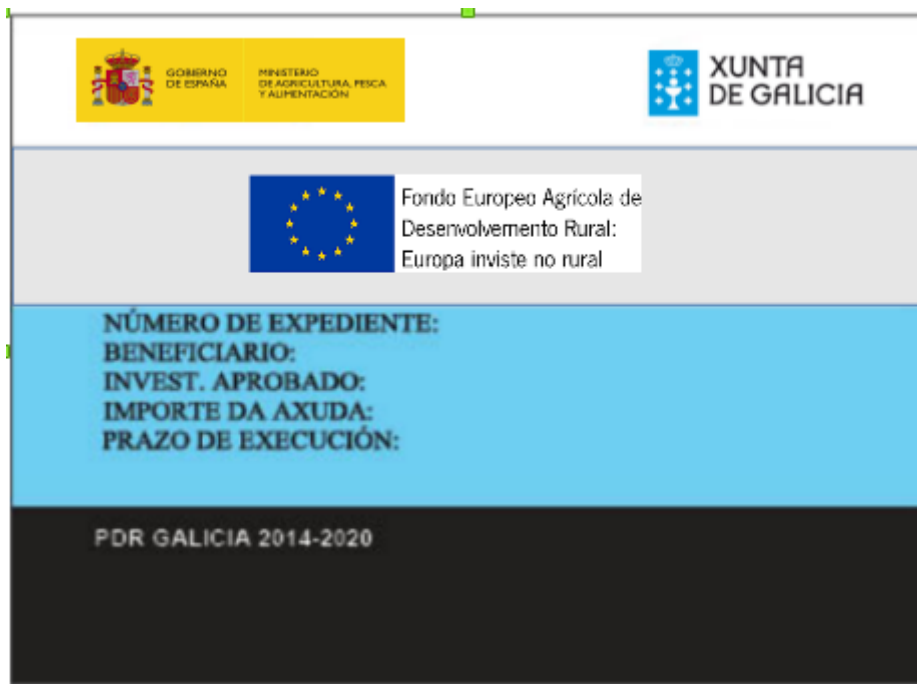 GOBIERNO
DE ESPAÑA
MINISTERIO
DE AGRICULTURA, PESCA
Y ALIMENTACIÓN
XUNTA
DE GALICIA
Fondo Europeo Agrícola de
Desenvolvemento Rural:
Europa inviste no rural
NÚMERO DE EXPEDIENTE:
BENEFICIARIO:
INVEST. APROBADO:
IMPORTE DA AXUDA:
PRAZO DE EXECUCIÓN:
PDR GALICIA 2014-2020